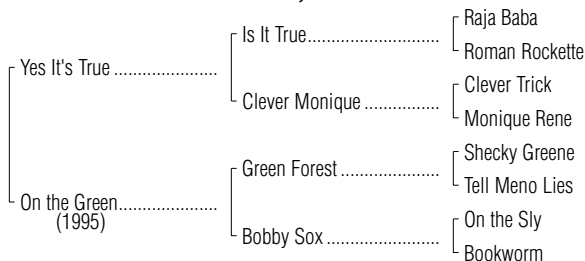 Raja Baba
Is It True
Roman Rockette
Yes It's True
Clever Trick
Clever Monique
Monique Rene
Shecky Greene
Green Forest
Tell Meno Lies
On the Green
(1995)
On the Sly
Bobby Sox
Bookworm